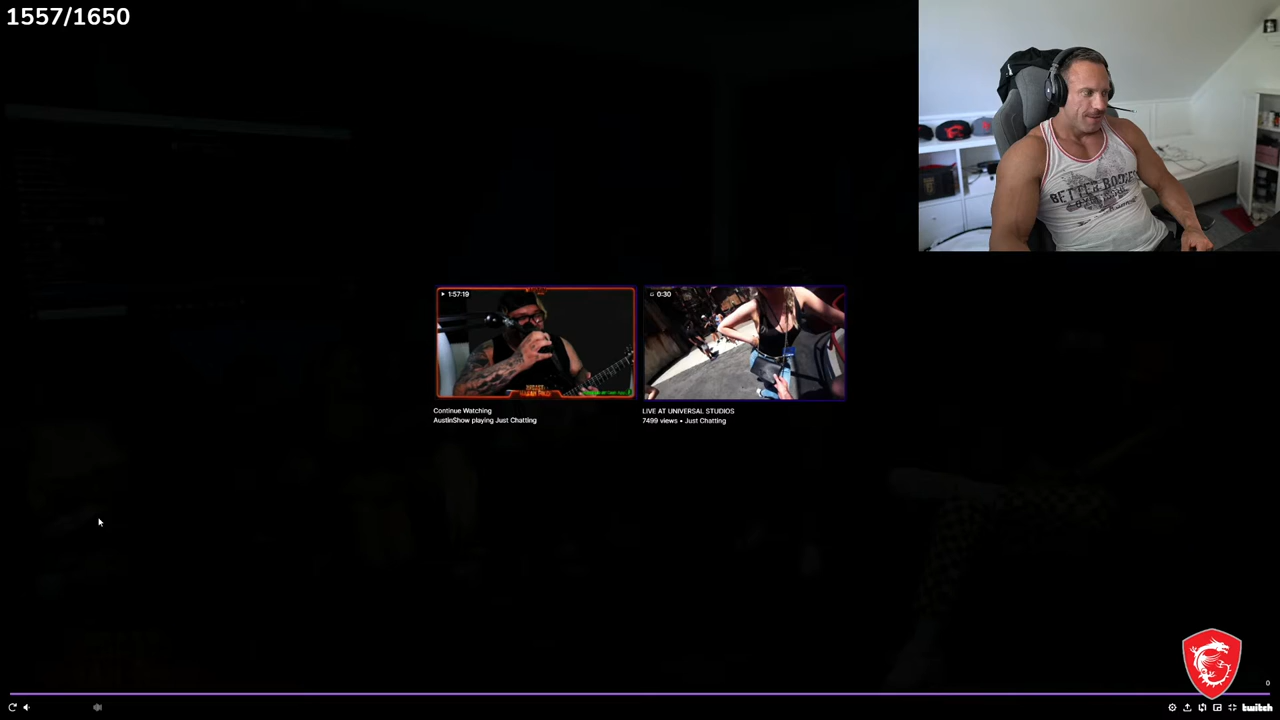 1557/1650
BETTER BODIES
1:57:19
0:30
Continue Watching
AustinShow playing Just Chatting
LIVE AT UNIVERSAL STUDIOS
7499 views • Just Chatting
0
twitch